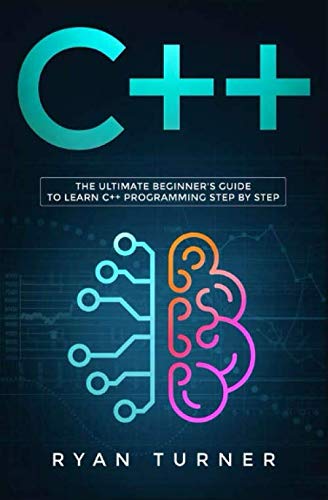 C++
THE ULTIMATE BEGINNER'S GUIDE
TO LEARN C++ PROGRAMMING STEP BY STEP
RYAN TURNER